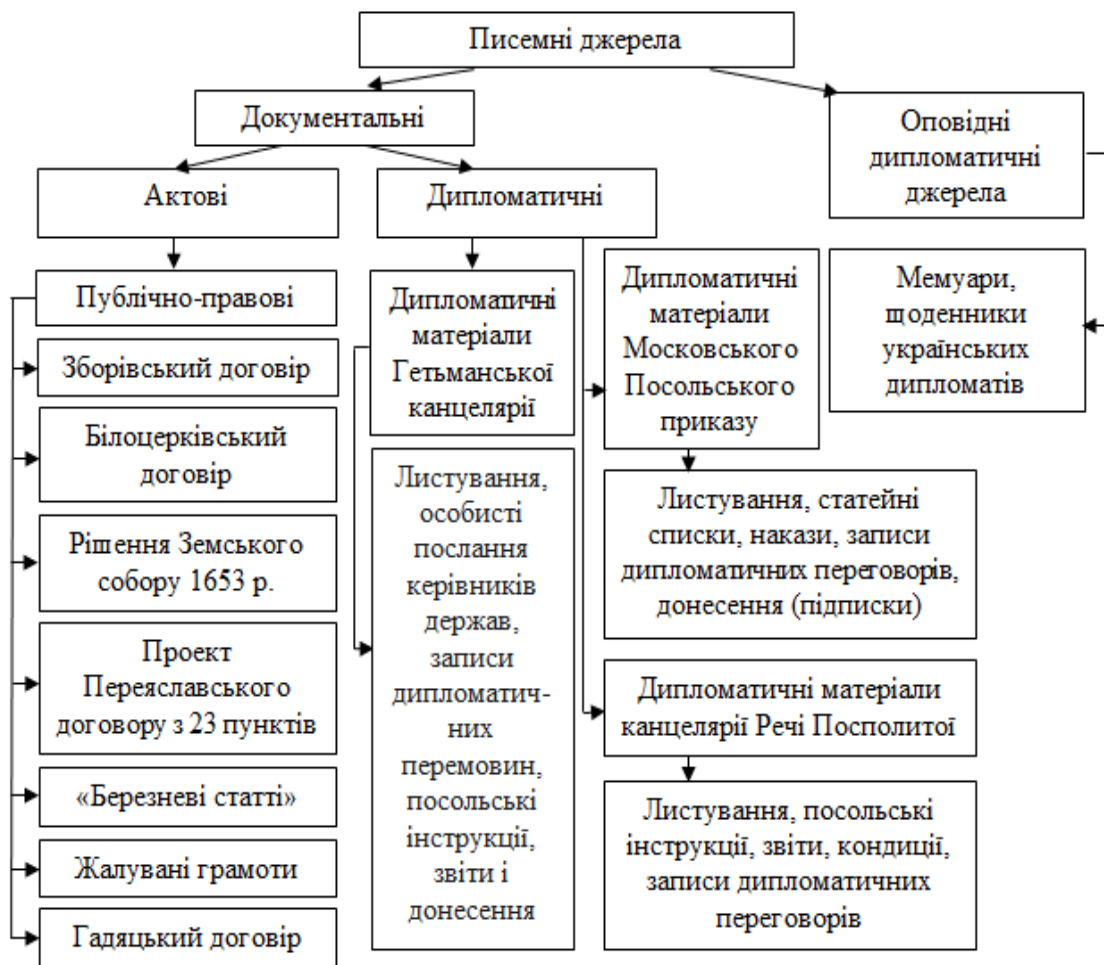 Писемні джерела
Документальні
Оповідні
дипломатичні
джерела
Актові
Дипломатичні
Публічно-правові
Зборівський договір
Білоцерківський
договір
Рішення Земського
собору 1653 р.
Проект
Переяславського
договору з 23 пунктів
«Березневі статті»
Жалувані грамоти
Гадяцький договір
Дипломатичні
матеріали
Гетьманської
канцелярії
Листування,
особисті
послання
керівників
держав,
записи
дипломатич-
них
перемовин,
посольські
інструкції,
звіти і
донесення
Дипломатичні
матеріали
Московського
Посольського
приказу
Листування, статейні
списки, накази, записи
дипломатичних переговорів,
донесення (підписки)
Дипломатичні матеріали
канцелярії Речі Посполитої
Листування, посольські
інструкції, звіти, кондиції,
записи дипломатичних
переговорів
Мемуари,
щоденники
українських
дипломатів